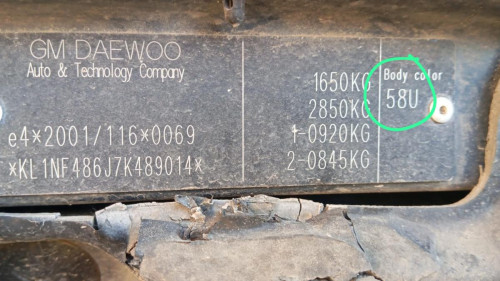 GM DAEWOO
Auto & Technology Company
e4*2001/116*0069
*KL1NF486J7K489014*
1650KG
2850KG
1-0920KG
2-0845KG
Body color
58U